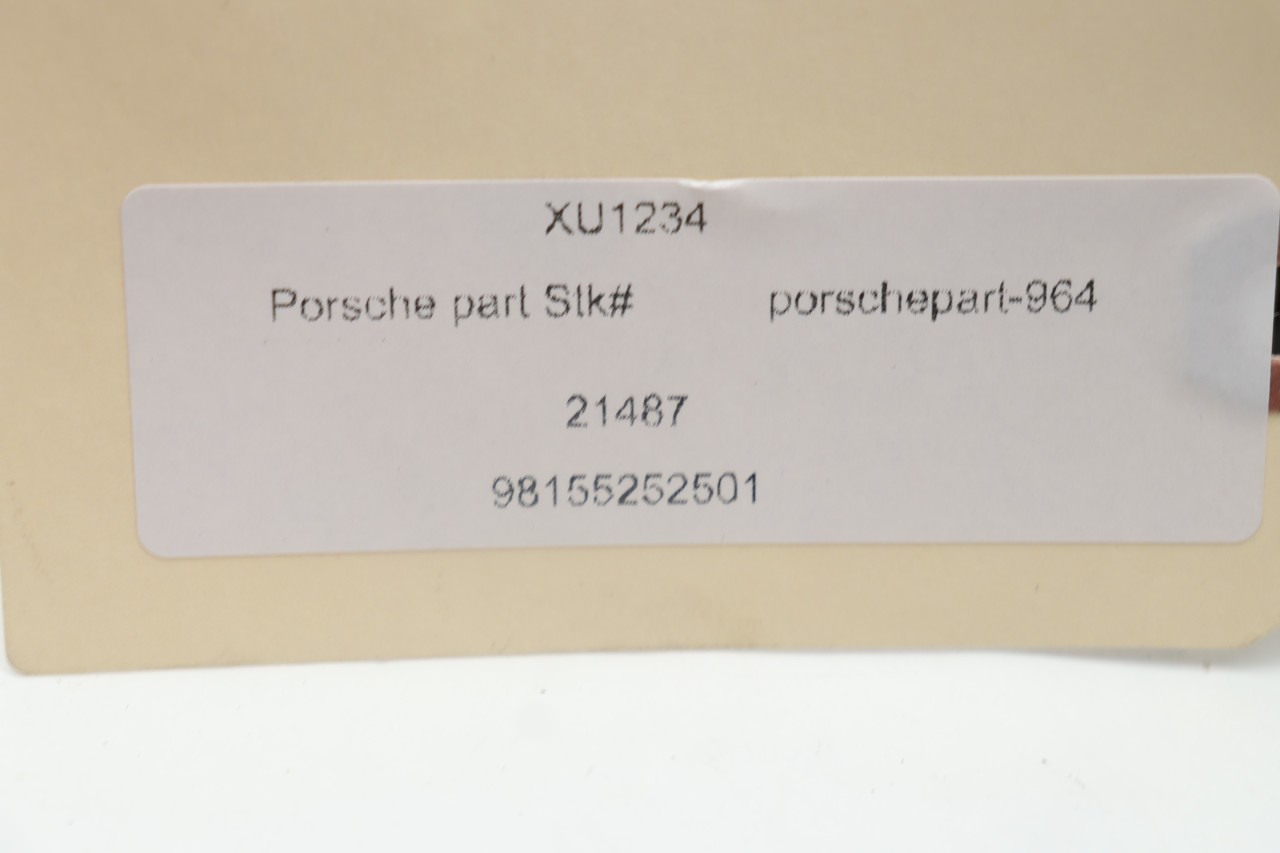 XU1234
Porsche part Stk# porschepart-964
21487
98155252501